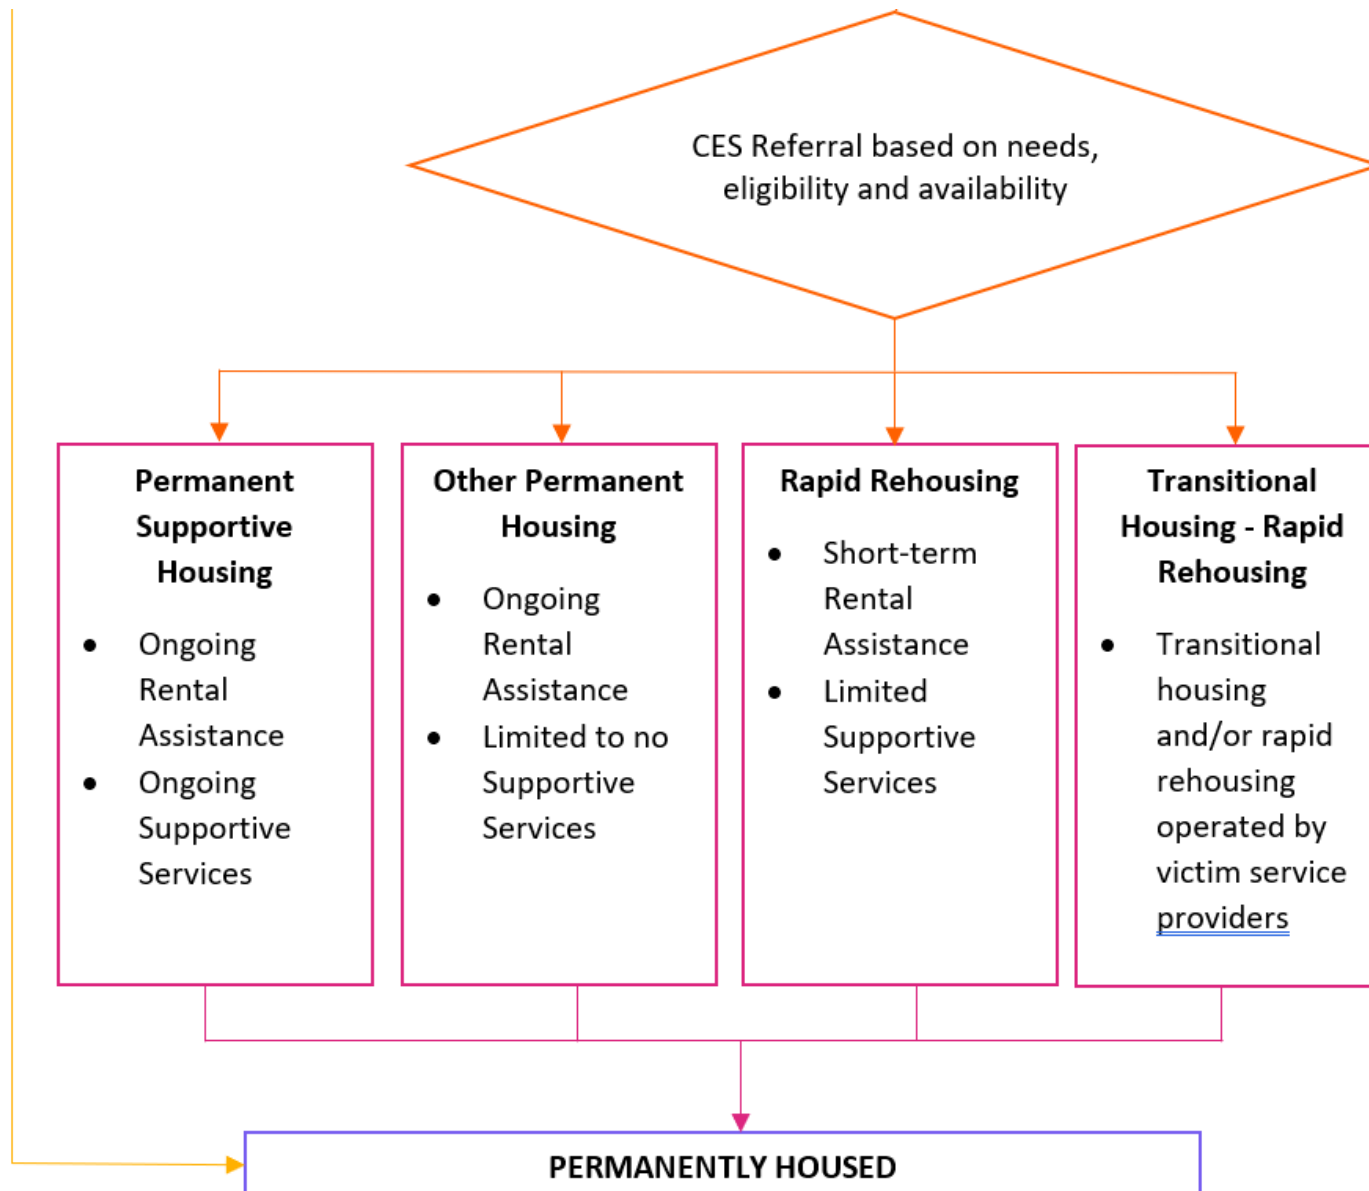 CES Referral based on needs,
eligibility and availability
Permanent
Supportive
Housing
● Ongoing
Rental
Assistance
● Ongoing
Supportive
Services
Other Permanent
Housing
● Ongoing
Rental
Assistance
● Limited to no
Supportive
Services
Rapid Rehousing
● Short-term
Rental
Assistance
● Limited
Supportive
Services
Transitional
Housing - Rapid
Rehousing
● Transitional
housing
and/or rapid
rehousing
operated by
victim service
providers
PERMANENTLY HOUSED